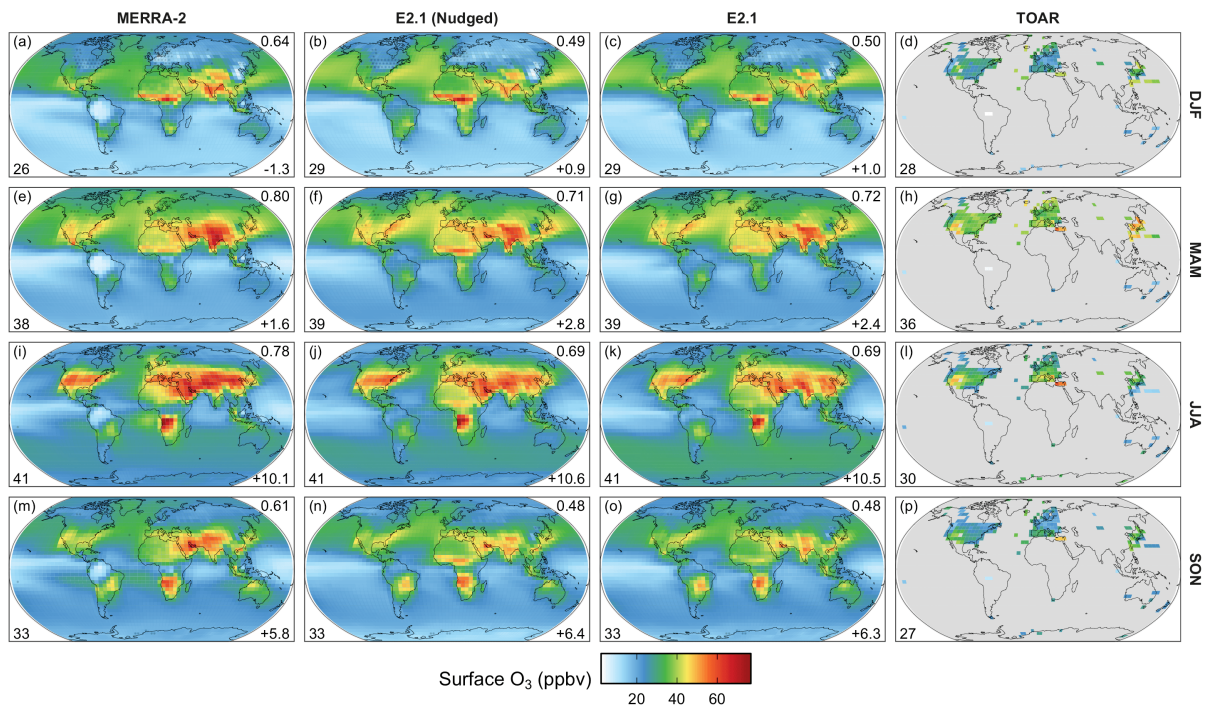 MERRA-2 E2.1 (Nudged) E2.1 TOAR
(a) 0.64 (b) 0.49 (c) 0.50 (d)
DJF
26 -1.3 29 +0.9 29 +1.0 28
(e) 0.80 (f) 0.71 (g) 0.72 (h)
MAM
38 +1.6 39 +2.8 39 +2.4 36
(i) 0.78 (j) 0.69 (k) 0.69 (l)
JJA
41 +10.1 41 +10.6 41 +10.5 30
(m) 0.61 (n) 0.48 (o) 0.48 (p)
SON
33 +5.8 33 +6.4 33 +6.3 27
Surface O₃ (ppbv)
20 40 60